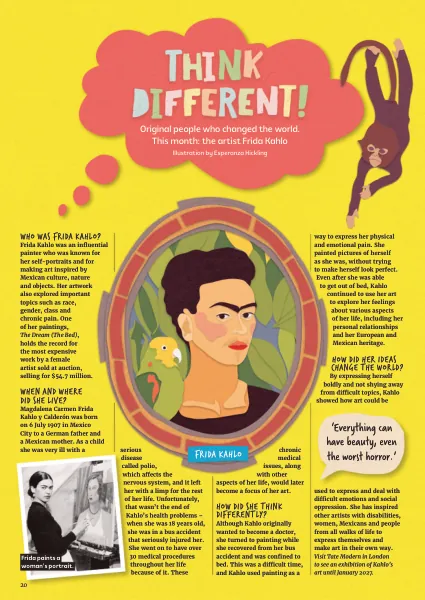 THINK
DIFFERENT!
Original people who changed the world.
This month: the artist Frida Kahlo
Illustration by Esperanza Hickling
WHO WAS FRIDA KAHLO?
Frida Kahlo was an influential
painter who was known for
her self-portraits and for
making art inspired by
Mexican culture, nature
and objects. Her artwork
also explored important
topics such as race,
gender, class and
chronic pain. One
of her paintings,
The Dream (The Bed),
holds the record for
the most expensive
work by a female
artist sold at auction,
selling for $54.7 million.
WHEN AND WHERE
DID SHE LIVE?
Magdalena Carmen Frida
Kahlo y Calderón was born
on 6 July 1907 in Mexico
City to a German father and
a Mexican mother. As a child
she was very ill with a
Frida paints a
woman's portrait.
serious
disease
called polio,
which affects the
nervous system, and it left
her with a limp for the rest
of her life. Unfortunately,
that wasn't the end of
Kahlo's health problems –
when she was 18 years old,
she was in a bus accident
that seriously injured her.
She went on to have over
30 medical procedures
throughout her life
because of it. These
FRIDA KAHLO
chronic
medical
issues, along
with other
aspects of her life, would later
become a focus of her art.
HOW DID SHE THINK
DIFFERENTLY?
Although Kahlo originally
wanted to become a doctor,
she turned to painting while
she recovered from her bus
accident and was confined to
bed. This was a difficult time,
and Kahlo used painting as a
way to express her physical
and emotional pain. She
painted pictures of herself
as she was, without trying
to make herself look perfect.
Even after she was able
to get out of bed, Kahlo
continued to use her art
to explore her feelings
about various aspects
of her life, including her
personal relationships
and her European and
Mexican heritage.
HOW DID HER IDEAS
CHANGE THE WORLD?
By expressing herself
boldly and not shying away
from difficult topics, Kahlo
showed how art could be
'Everything can
have beauty, even
the worst horror.'
used to express and deal with
difficult emotions and social
oppression. She has inspired
other artists with disabilities,
women, Mexicans and people
from all walks of life to
express themselves and
make art in their own way.
Visit Tate Modern in London
to see an exhibition of Kahlo's
art until January 2027.
20